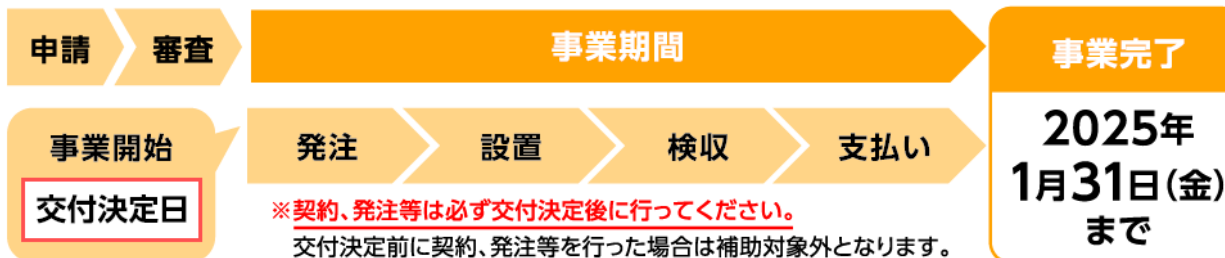 申請
審査
事業期間
事業完了
2025年
1月31日(金)
まで
事業開始
交付決定日
発注
設置
検収
支払い
※契約、発注等は必ず交付決定後に行ってください。
交付決定前に契約、発注等を行った場合は補助対象外となります。